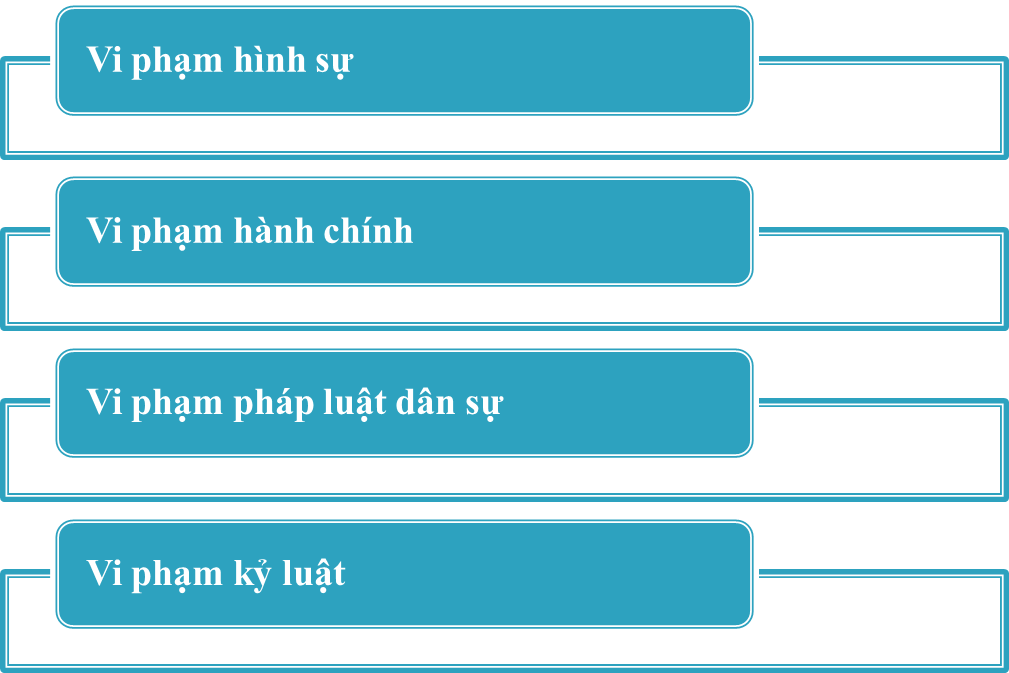 Vi phạm hình sự
Vi phạm hành chính
Vi phạm pháp luật dân sự
Vi phạm kỷ luật